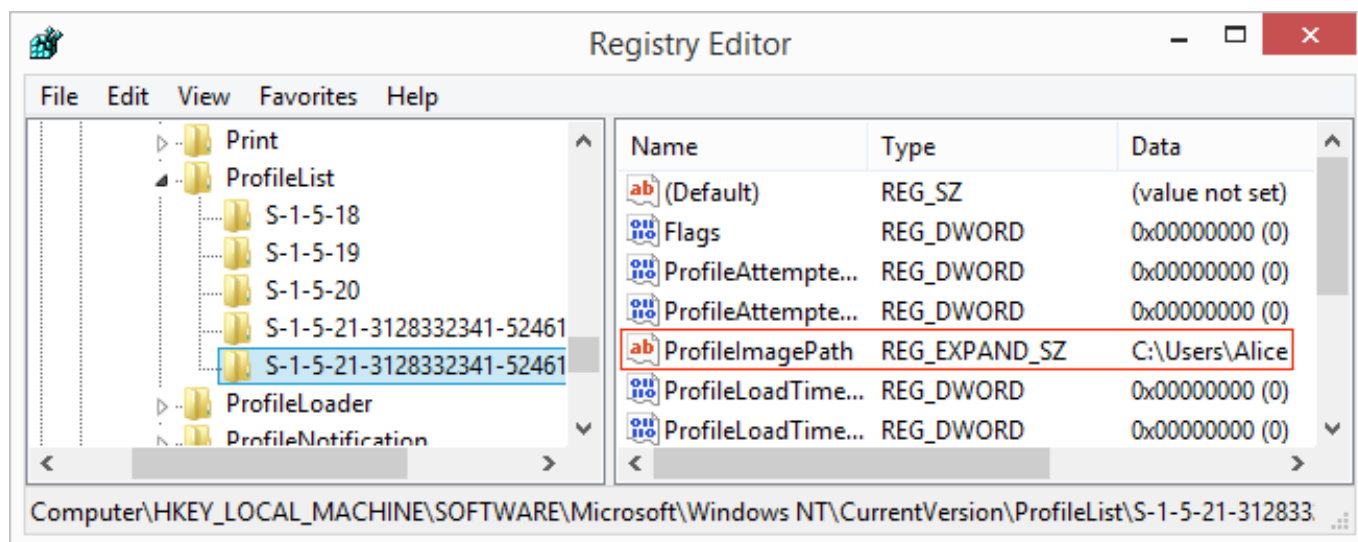 Registry Editor
File Edit View Favorites Help
Print
ProfileList
S-1-5-18
S-1-5-19
S-1-5-20
S-1-5-21-3128332341-52461
S-1-5-21-3128332341-52461
ProfileLoader
ProfileNotification
Name Type Data
(Default) REG_SZ (value not set)
Flags REG_DWORD 0x00000000 (0)
ProfileAttempte... REG_DWORD 0x00000000 (0)
ProfileAttempte... REG_DWORD 0x00000000 (0)
ProfileImagePath REG_EXPAND_SZ C:\Users\Alice
ProfileLoadTime... REG_DWORD 0x00000000 (0)
ProfileLoadTime... REG_DWORD 0x00000000 (0)
Computer\HKEY_LOCAL_MACHINE\SOFTWARE\Microsoft\Windows NT\CurrentVersion\ProfileList\S-1-5-21-312833